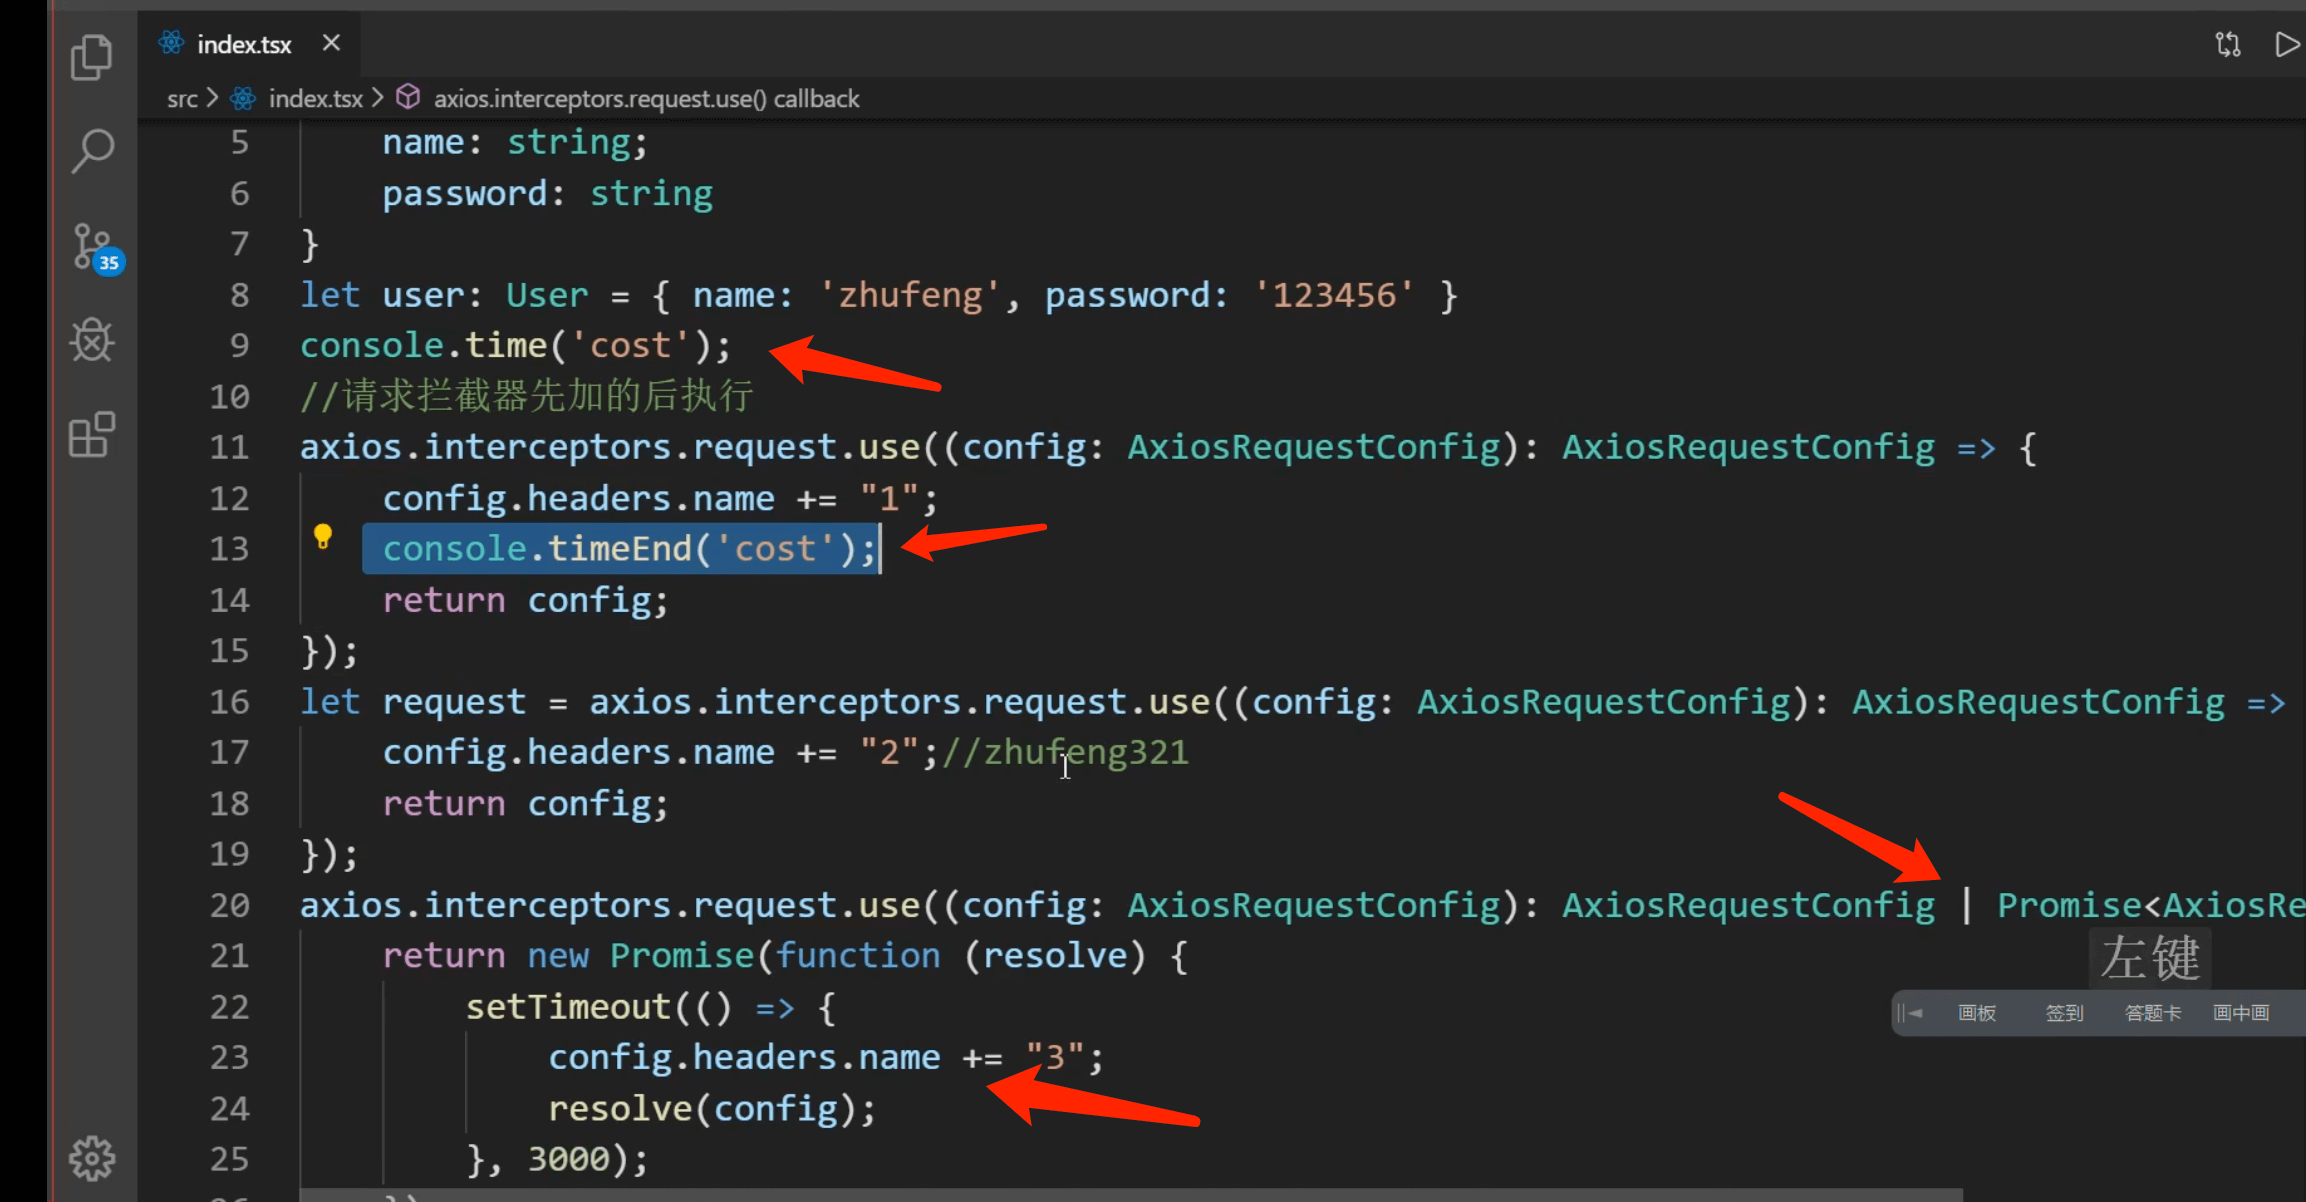 index.tsx
src > index.tsx > axios.interceptors.request.use() callback
5 name: string;
6 password: string
35
7 }
8 let user: User = { name: 'zhufeng', password: '123456' }
9 console.time('cost');
10 //请求拦截器先加的后执行
11 axios.interceptors.request.use((config: AxiosRequestConfig): AxiosRequestConfig => {
12 config.headers.name += "1";
13 console.timeEnd('cost');
14 return config;
15 });
16 let request = axios.interceptors.request.use((config: AxiosRequestConfig): AxiosRequestConfig =>
17 config.headers.name += "2";//zhufeng321
18 return config;
19 });
20 axios.interceptors.request.use((config: AxiosRequestConfig): AxiosRequestConfig | Promise<AxiosRe
21 return new Promise(function (resolve) {
左键
22 setTimeout(() => {
画板 签到 答题卡 画中画
23 config.headers.name += "3";
24 resolve(config);
25 }, 3000);